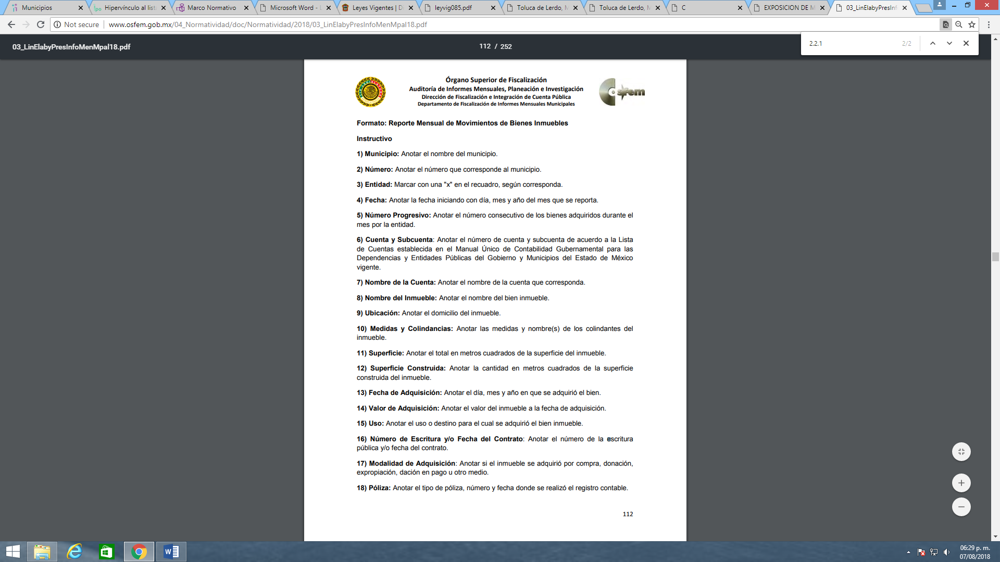 Municipios
Hipervínculo al lista
Marco Normativo
Microsoft Word - L
Leyes Vigentes | D
leyvig085.pdf
Toluca de Lerdo, M
Toluca de Lerdo, M
C
EXPOSICION DE M
03_LinElabyPresInfo
Not secure
www.osfem.gob.mx/04_Normatividad/doc/Normatividad/2018/03_LinElabyPresInfoMenMpal18.pdf
03_LinElabyPresInfoMenMpal18.pdf
112 / 252
2.2.1
2/2
Órgano Superior de Fiscalización
Auditoría de Informes Mensuales, Planeación e Investigación
Dirección de Fiscalización e Integración de Cuenta Pública
Departamento de Fiscalización de Informes Mensuales Municipales
osfem
Formato: Reporte Mensual de Movimientos de Bienes Inmuebles
Instructivo
1) Municipio: Anotar el nombre del municipio.
2) Número: Anotar el número que corresponde al municipio.
3) Entidad: Marcar con una "x" en el recuadro, según corresponda.
4) Fecha: Anotar la fecha iniciando con día, mes y año del mes que se reporta.
5) Número Progresivo: Anotar el número consecutivo de los bienes adquiridos durante el
mes por la entidad.
6) Cuenta y Subcuenta: Anotar el número de cuenta y subcuenta de acuerdo a la Lista
de Cuentas establecida en el Manual Único de Contabilidad Gubernamental para las
Dependencias y Entidades Públicas del Gobierno y Municipios del Estado de México
vigente.
7) Nombre de la Cuenta: Anotar el nombre de la cuenta que corresponda.
8) Nombre del Inmueble: Anotar el nombre del bien inmueble.
9) Ubicación: Anotar el domicilio del inmueble.
10) Medidas y Colindancias: Anotar las medidas y nombre(s) de los colindantes del
inmueble.
11) Superficie: Anotar el total en metros cuadrados de la superficie del inmueble.
12) Superficie Construida: Anotar la cantidad en metros cuadrados de la superficie
construida del inmueble.
13) Fecha de Adquisición: Anotar el día, mes y año en que se adquirió el bien.
14) Valor de Adquisición: Anotar el valor del inmueble a la fecha de adquisición.
15) Uso: Anotar el uso o destino para el cual se adquirió el bien inmueble.
16) Número de Escritura y/o Fecha del Contrato: Anotar el número de la escritura
pública y/o fecha del contrato.
17) Modalidad de Adquisición: Anotar si el inmueble se adquirió por compra, donación,
expropiación, dación en pago u otro medio.
18) Póliza: Anotar el tipo de póliza, número y fecha donde se realizó el registro contable.
112
06:29 p. m.
07/08/2018